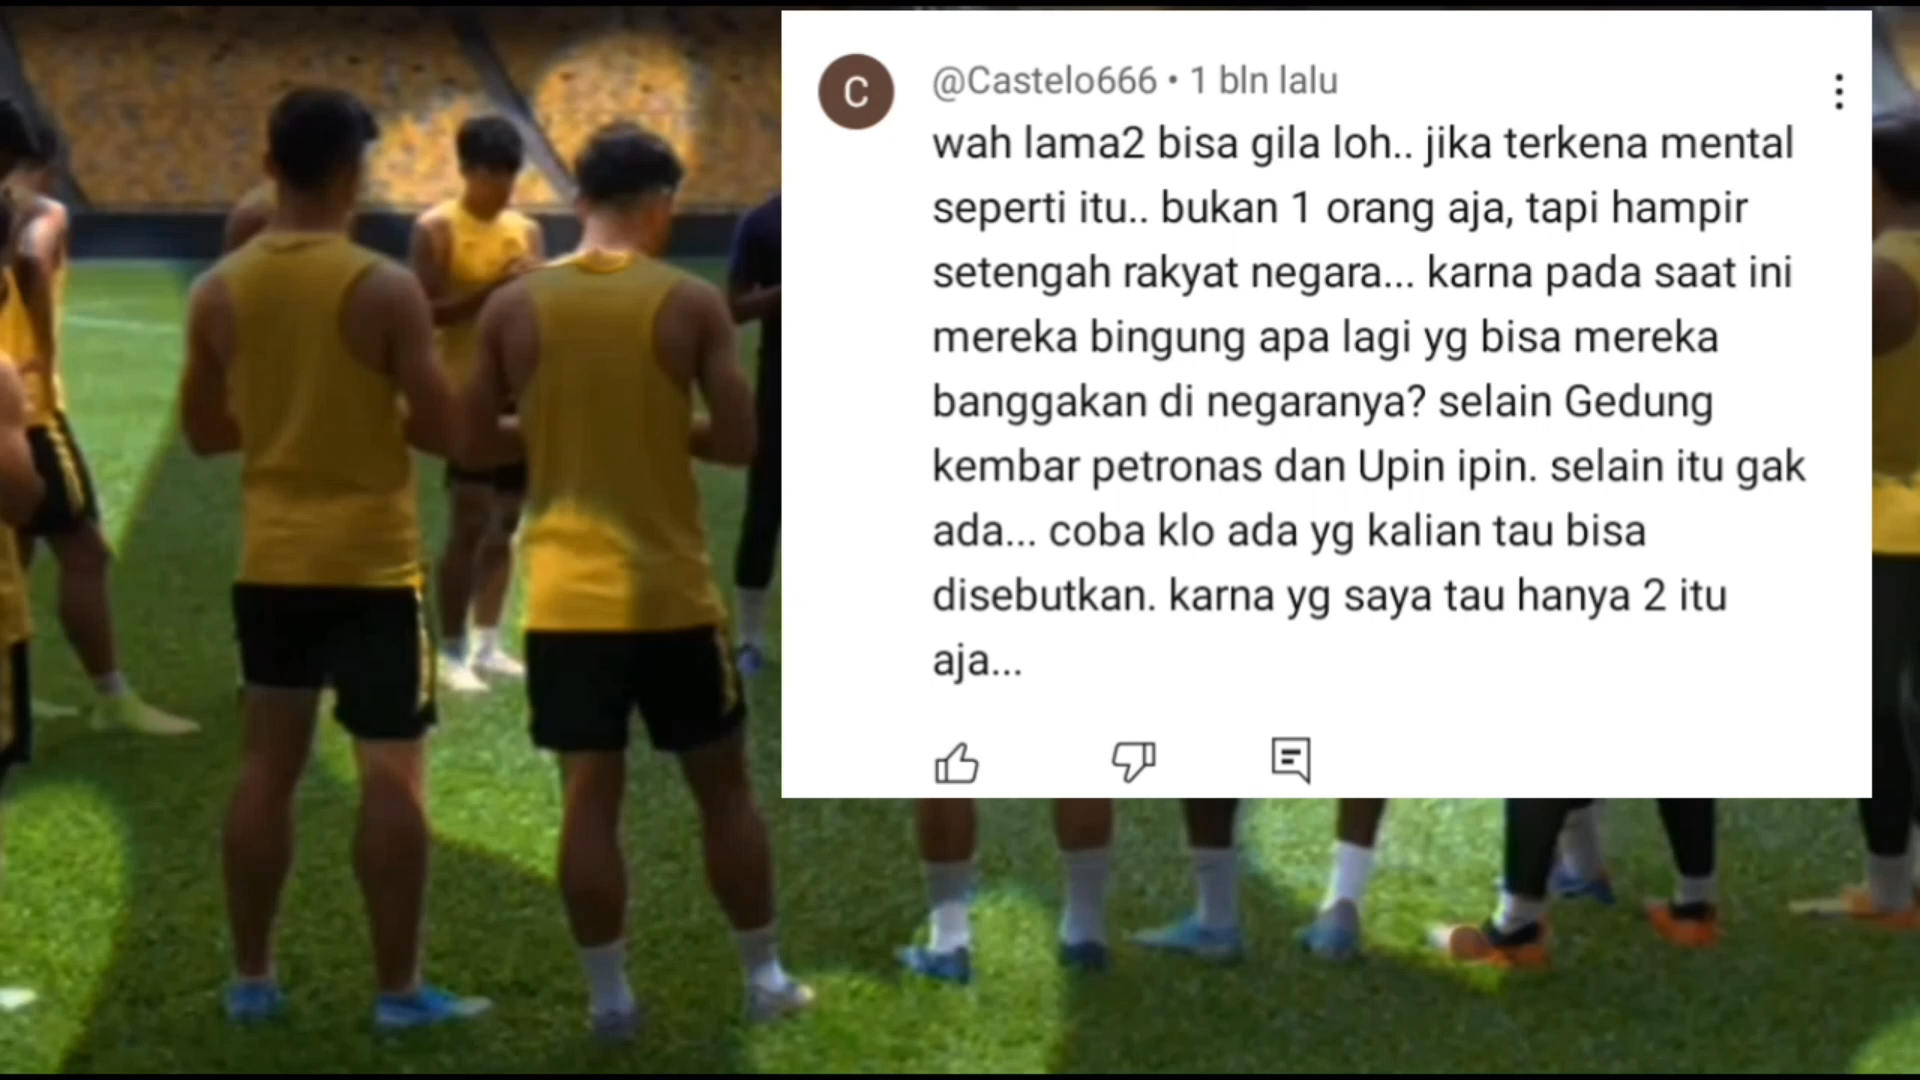 C
@Castelo666 • 1 bln lalu
wah lama2 bisa gila loh.. jika terkena mental
seperti itu.. bukan 1 orang aja, tapi hampir
setengah rakyat negara... karna pada saat ini
mereka bingung apa lagi yg bisa mereka
banggakan di negaranya? selain Gedung
kembar petronas dan Upin ipin. selain itu gak
ada... coba klo ada yg kalian tau bisa
disebutkan. karna yg saya tau hanya 2 itu
aja...